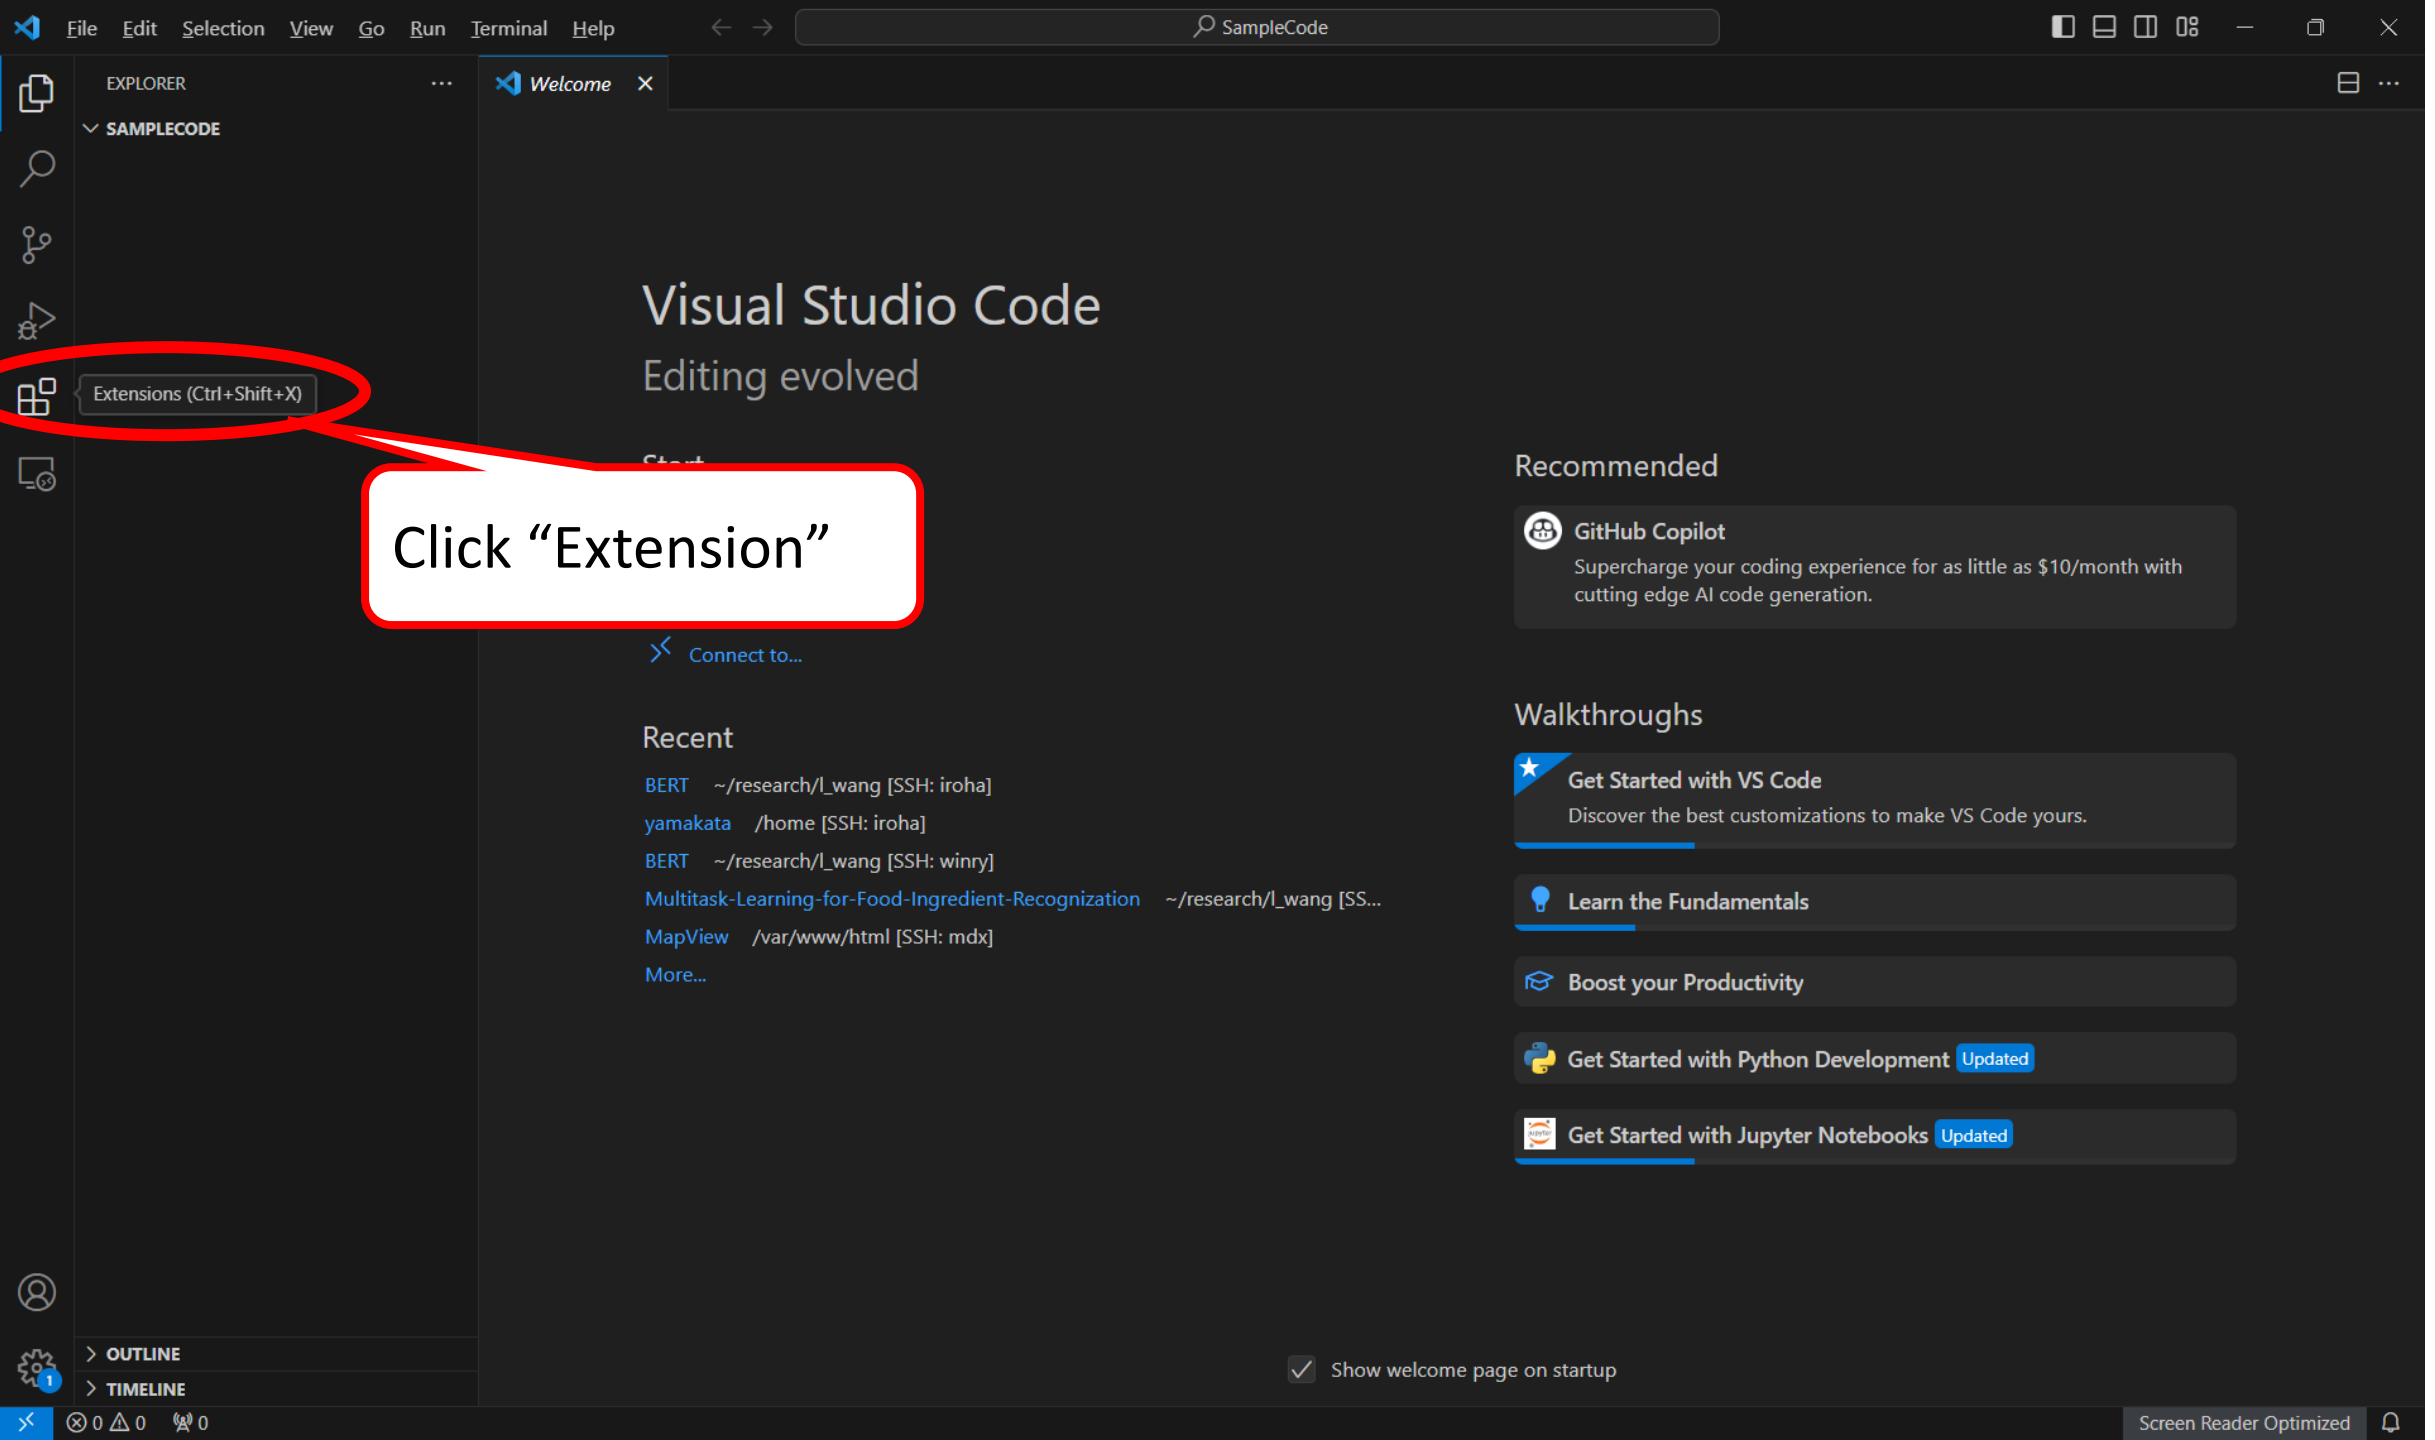 File Edit Selection View Go Run Terminal Help
SampleCode
EXPLORER
Welcome
SAMPLECODE
Visual Studio Code
Editing evolved
Extensions (Ctrl+Shift+X)
Click “Extension”
Connect to...
Recent
BERT ~/research/l_wang [SSH: iroha]
yamakata /home [SSH: iroha]
BERT ~/research/l_wang [SSH: winry]
Multitask-Learning-for-Food-Ingredient-Recognization ~/research/l_wang [SS...
MapView /var/www/html [SSH: mdx]
More...
Recommended
GitHub Copilot
Supercharge your coding experience for as little as $10/month with
cutting edge AI code generation.
Walkthroughs
Get Started with VS Code
Discover the best customizations to make VS Code yours.
Learn the Fundamentals
Boost your Productivity
Get Started with Python Development Updated
Get Started with Jupyter Notebooks Updated
Show welcome page on startup
OUTLINE
1
TIMELINE
0 0 0
Screen Reader Optimized